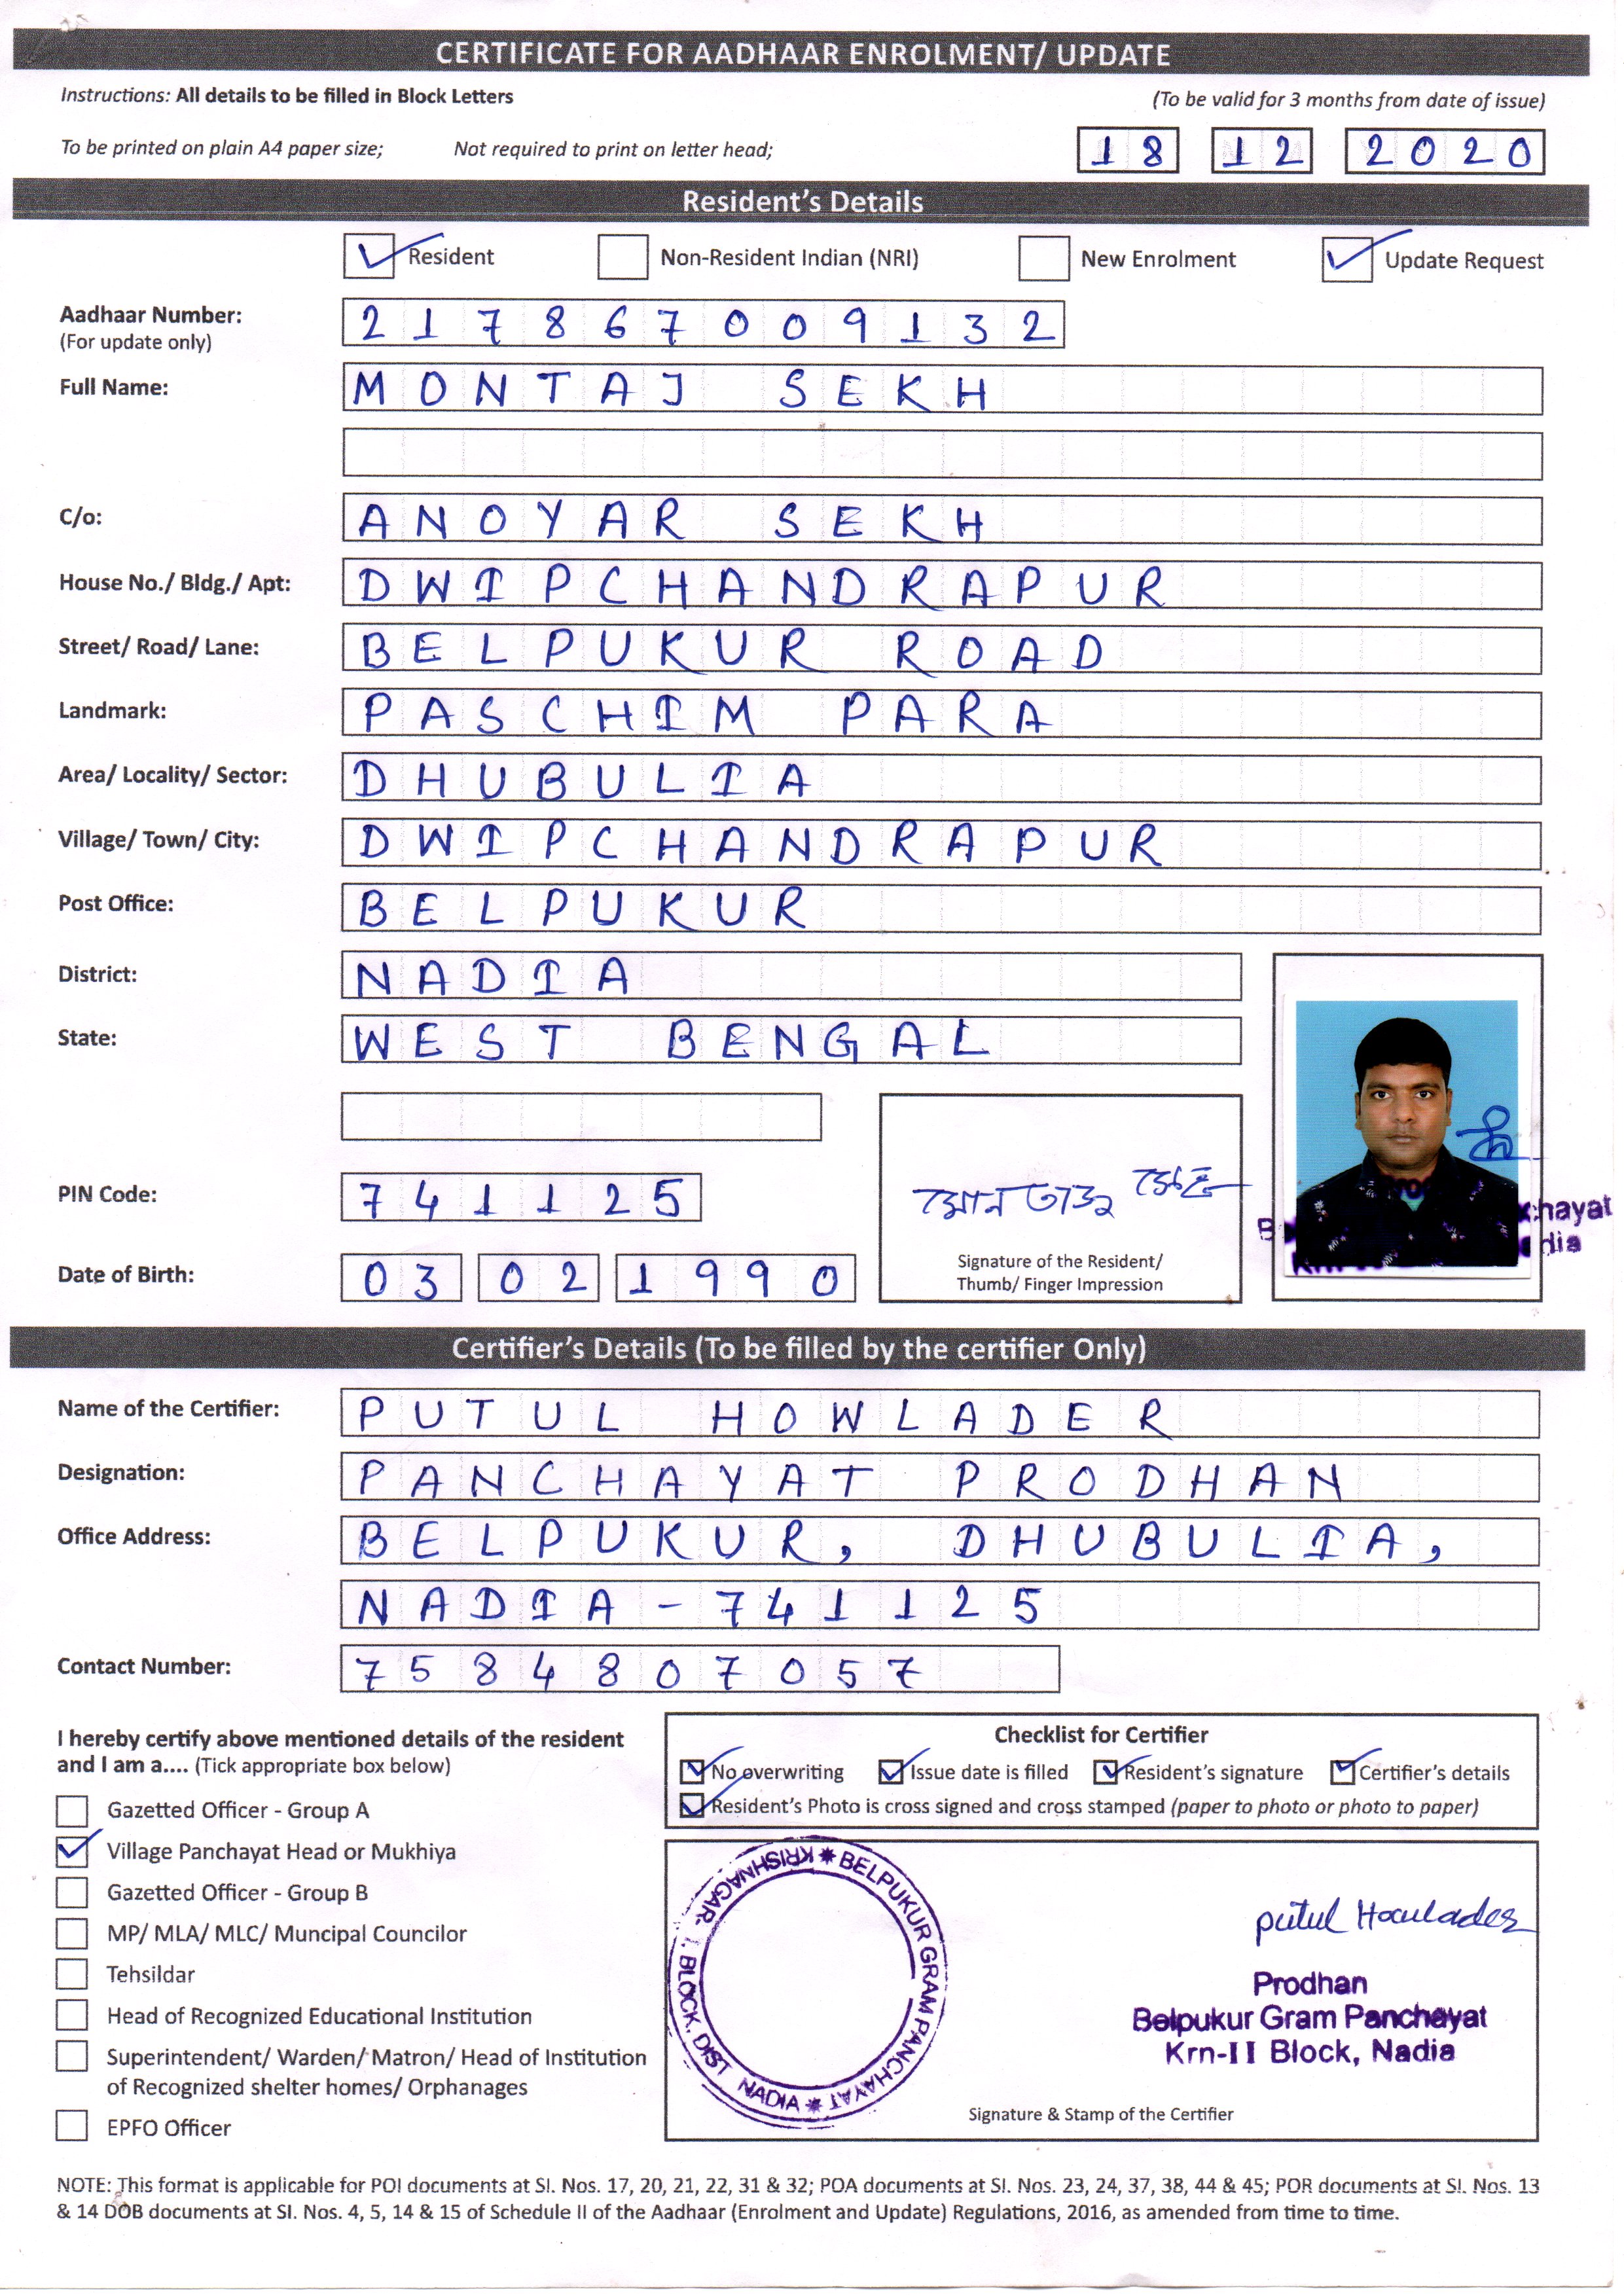 CERTIFICATE FOR AADHAAR ENROLMENT/ UPDATE
Instructions: All details to be filled in Block Letters
(To be valid for 3 months from date of issue)
To be printed on plain A4 paper size; Not required to print on letter head;
18 12 2020
Resident's Details
Resident Non-Resident Indian (NRI) New Enrolment Update Request
Aadhaar Number: 217867009132
(For update only)
Full Name: MONTAJ SEKH
C/o: ANOYAR SEKH
House No./ Bldg./ Apt: DWIPCHANDRAPUR
Street/ Road/ Lane: BELPUKUR ROAD
Landmark: PASCHIM PARA
Area/ Locality/ Sector: DHUBULIA
Village/ Town/ City: DWIPCHANDRAPUR
Post Office: BELPUKUR
District: NADIA
State: WEST BENGAL
PIN Code: 741125
মোনতাজ সেখ
Signature of the Resident/
Thumb/ Finger Impression
Date of Birth: 03 02 1990
Certifier's Details (To be filled by the certifier Only)
Name of the Certifier: PUTUL HOWLADER
Designation: PANCHAYAT PRODHAN
Office Address: BELPUKUR, DHUBULIA,
NADIA - 741125
Contact Number: 7584807057
I hereby certify above mentioned details of the resident
and I am a.... (Tick appropriate box below)
Gazetted Officer - Group A
Village Panchayat Head or Mukhiya
Gazetted Officer - Group B
MP/ MLA/ MLC/ Muncipal Councilor
Tehsildar
Head of Recognized Educational Institution
Superintendent/ Warden/ Matron/ Head of Institution
of Recognized shelter homes/ Orphanages
EPFO Officer
Checklist for Certifier
No overwriting Issue date is filled Resident's signature Certifier's details
Resident's Photo is cross signed and cross stamped (paper to photo or photo to paper)
BELPUKUR GRAM PANCHAYAT
KRISHNAGAR. BLOCK. DIST NADIA
Putul Howlader
Prodhan
Belpukur Gram Panchayat
Krn-II Block, Nadia
Signature & Stamp of the Certifier
NOTE: This format is applicable for POI documents at SI. Nos. 17, 20, 21, 22, 31 & 32; POA documents at SI. Nos. 23, 24, 37, 38, 44 & 45; POR documents at SI. Nos. 13
& 14 DOB documents at SI. Nos. 4, 5, 14 & 15 of Schedule II of the Aadhaar (Enrolment and Update) Regulations, 2016, as amended from time to time.